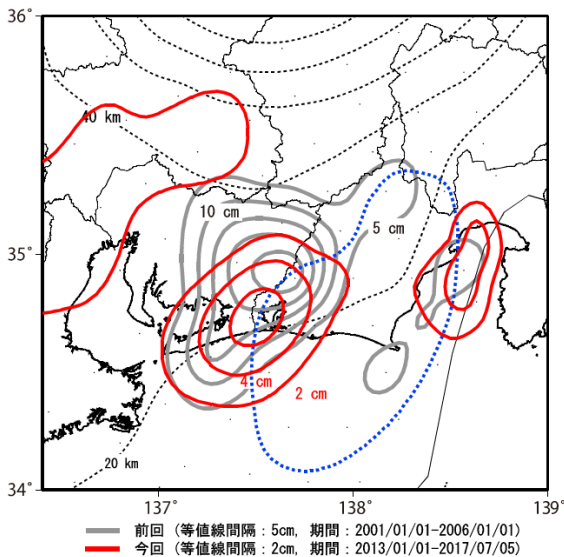 36°
40 km
10 cm
5 cm
35°
4 cm
2 cm
20 km
34°
137°
138°
139°
前回 (等値線間隔:5cm, 期間:2001/01/01-2006/01/01)
今回 (等値線間隔:2cm, 期間:2013/01/01-2017/07/05)